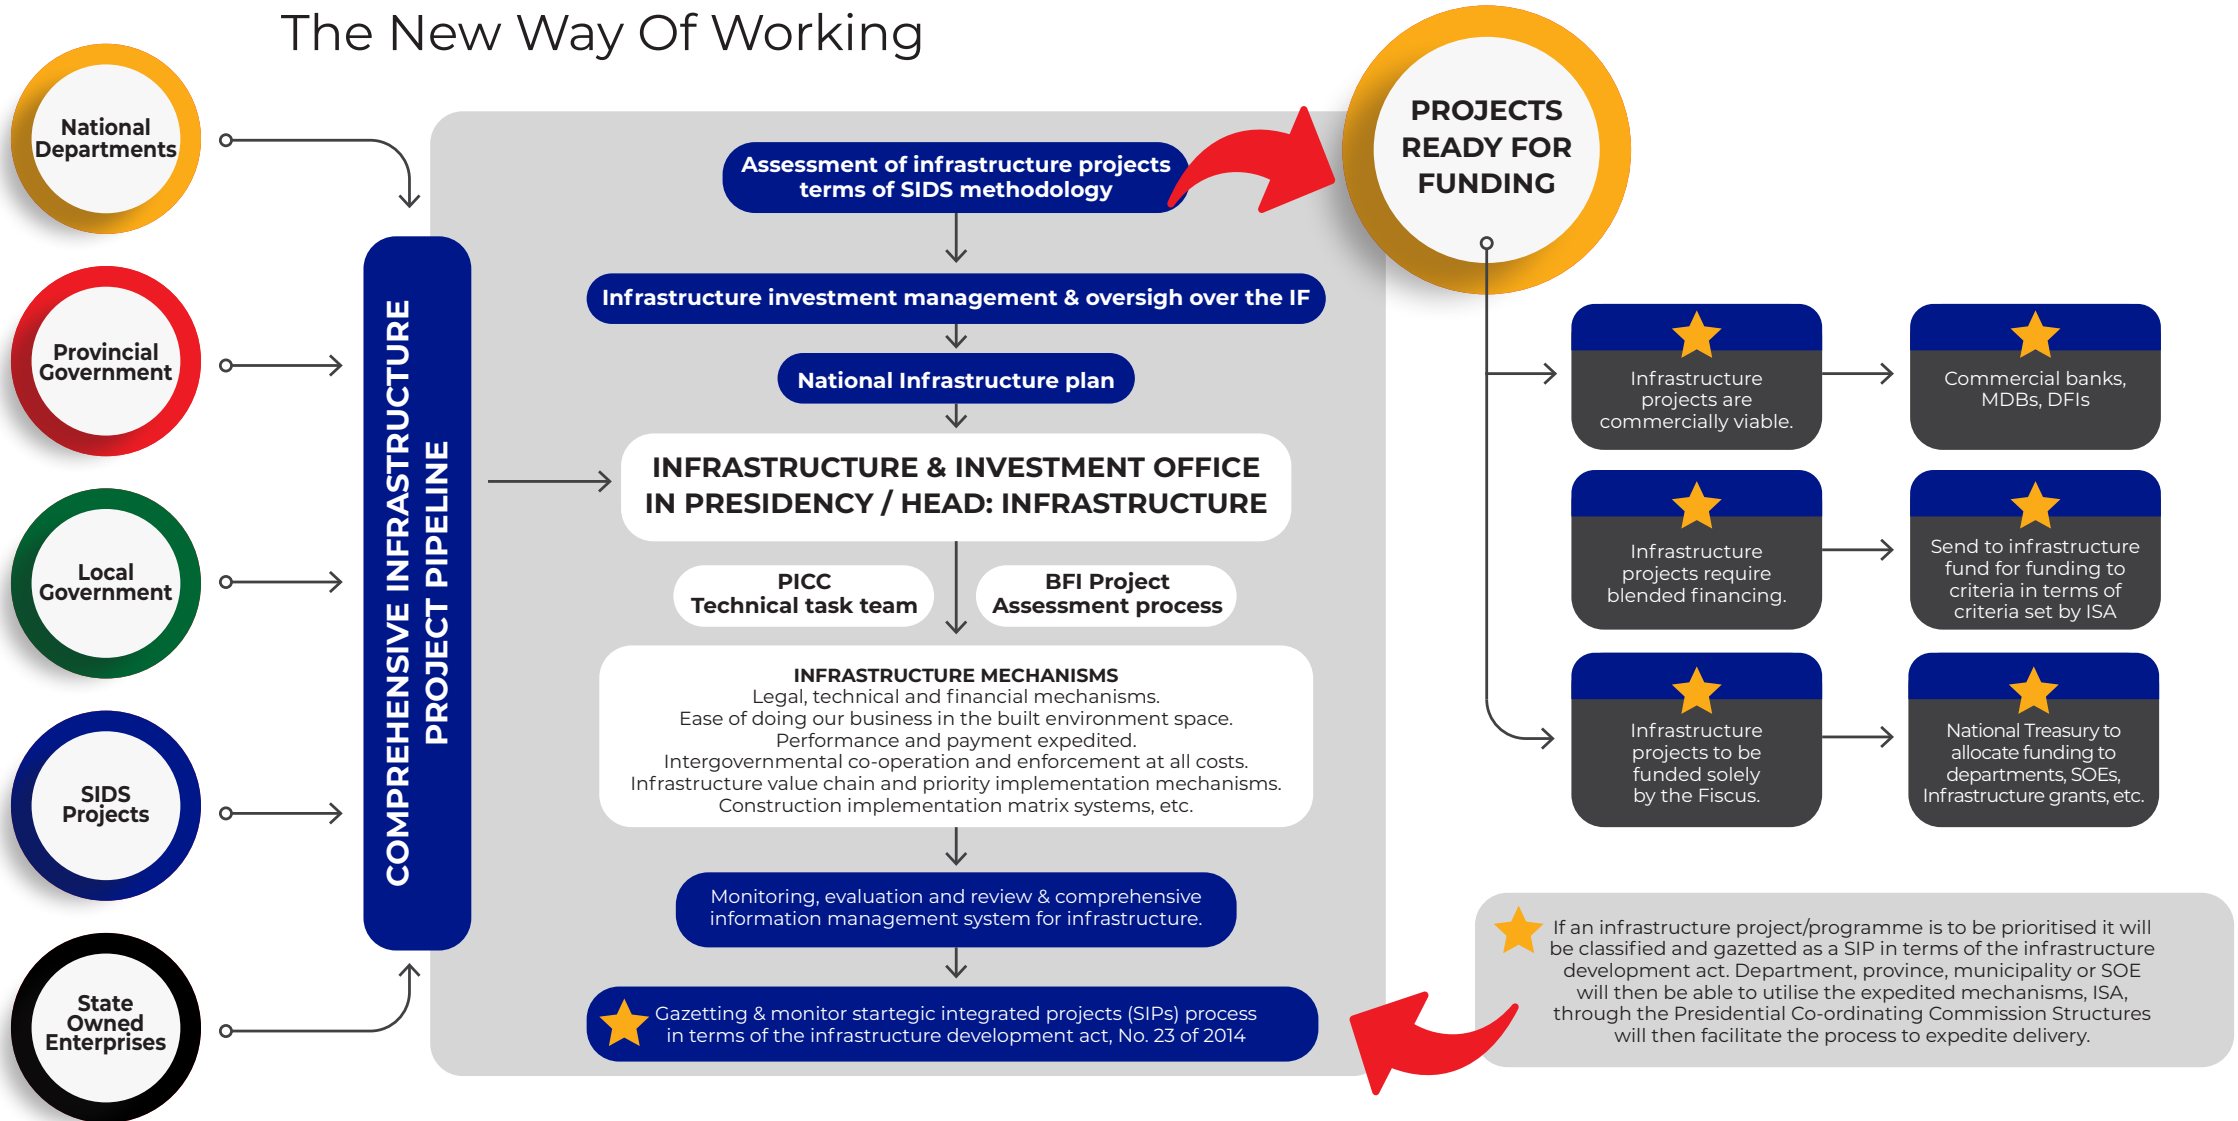 The New Way Of Working
National
Departments
Provincial
Government
Local
Government
SIDS
Projects
State
Owned
Enterprises
COMPREHENSIVE INFRASTRUCTURE
PROJECT PIPELINE
Assessment of infrastructure projects
terms of SIDS methodology
Infrastructure investment management & oversigh over the IF
National Infrastructure plan
INFRASTRUCTURE & INVESTMENT OFFICE
IN PRESIDENCY / HEAD: INFRASTRUCTURE
PICC
Technical task team
BFI Project
Assessment process
INFRASTRUCTURE MECHANISMS
Legal, technical and financial mechanisms.
Ease of doing our business in the built environment space.
Performance and payment expedited.
Intergovernmental co-operation and enforcement at all costs.
Infrastructure value chain and priority implementation mechanisms.
Construction implementation matrix systems, etc.
Monitoring, evaluation and review & comprehensive
information management system for infrastructure.
Gazetting & monitor startegic integrated projects (SIPs) process
in terms of the infrastructure development act, No. 23 of 2014
PROJECTS
READY FOR
FUNDING
Infrastructure
projects are
commercially viable.
Commercial banks,
MDBs, DFIs
Infrastructure
projects require
blended financing.
Send to infrastructure
fund for funding to
criteria in terms of
criteria set by ISA
Infrastructure
projects to be
funded solely
by the Fiscus.
National Treasury to
allocate funding to
departments, SOEs,
Infrastructure grants, etc.
If an infrastructure project/programme is to be prioritised it will
be classified and gazetted as a SIP in terms of the infrastructure
development act. Department, province, municipality or SOE
will then be able to utilise the expedited mechanisms, ISA,
through the Presidential Co-ordinating Commission Structures
will then facilitate the process to expedite delivery.